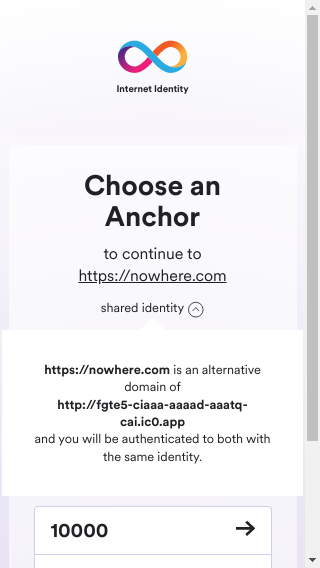 Internet Identity
Choose an
Anchor
to continue to
https://nowhere.com
shared identity
https://nowhere.com is an alternative
domain of
http://fgte5-ciaaa-aaaad-aaatq-
cai.ic0.app
and you will be authenticated to both with
the same identity.
10000